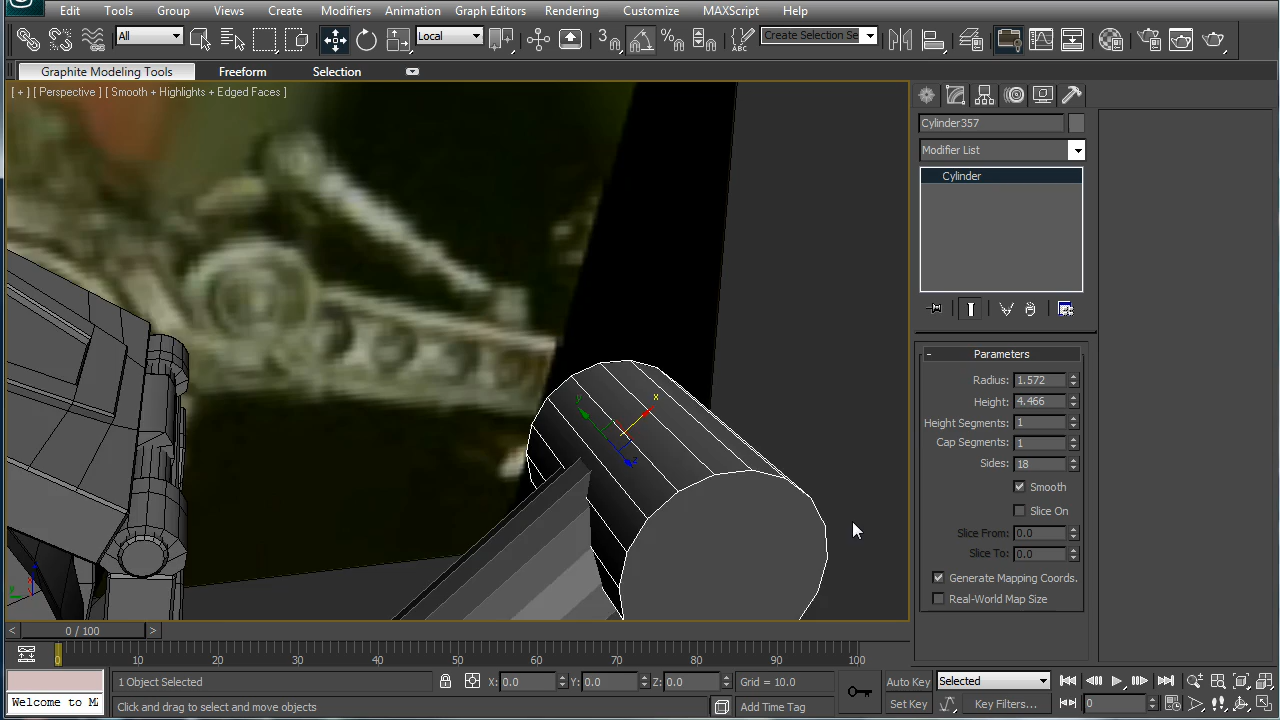 Edit Tools Group Views Create Modifiers Animation Graph Editors Rendering Customize MAXScript Help
All Local 3 Create Selection Se
Graphite Modeling Tools Freeform Selection
[ + ] [ Perspective ] [ Smooth + Highlights + Edged Faces ]
Cylinder357
Modifier List
Cylinder
- Parameters
Radius: 1.572
Height: 4.466
Height Segments: 1
Cap Segments: 1
Sides: 18
Smooth
Slice On
Slice From: 0.0
Slice To: 0.0
Generate Mapping Coords.
Real-World Map Size
x
y
z
y
< 0 / 100 >
0 10 20 30 40 50 60 70 80 90 100
1 Object Selected X: 0.0 Y: 0.0 Z: 0.0 Grid = 10.0 Auto Key Selected
Welcome to M Click and drag to select and move objects Add Time Tag Set Key Key Filters... 0